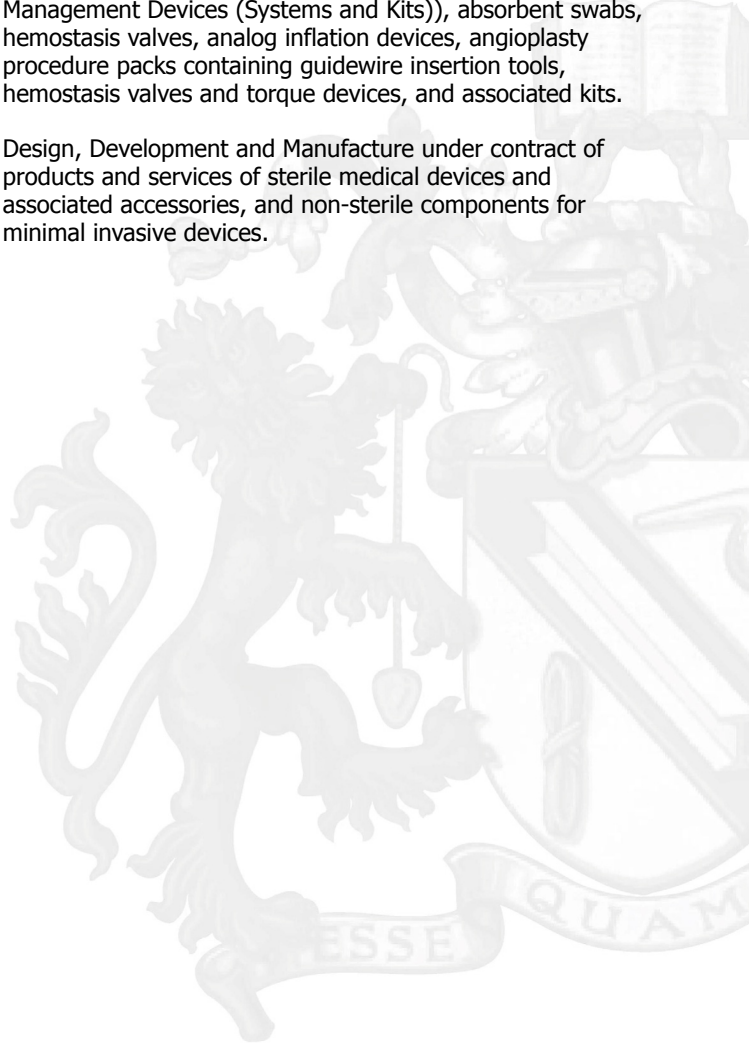 Management Devices (Systems and Kits)), absorbent swabs,
hemostasis valves, analog inflation devices, angioplasty
procedure packs containing guidewire insertion tools,
hemostasis valves and torque devices, and associated kits.
Design, Development and Manufacture under contract of
products and services of sterile medical devices and
associated accessories, and non-sterile components for
minimal invasive devices.
ESSE QUAM